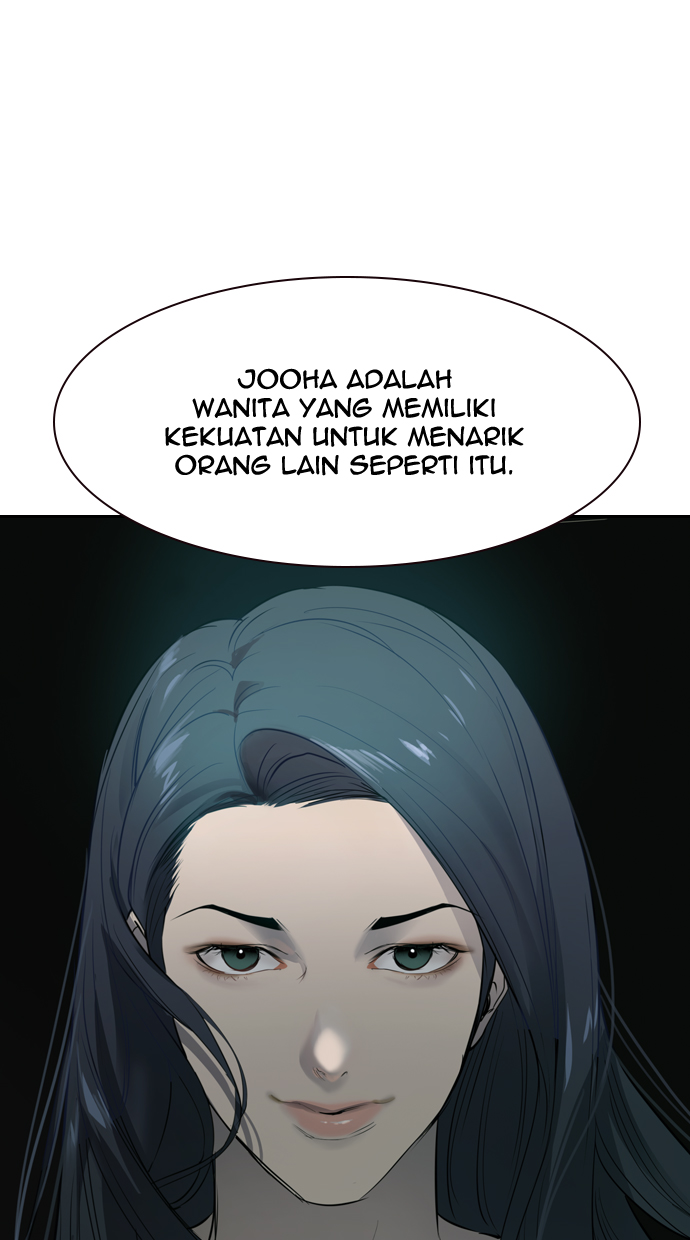 JOOHA ADALAH
WANITA YANG MEMILIKI
KEKUATAN UNTUK MENARIK
ORANG LAIN SEPERTI ITU.